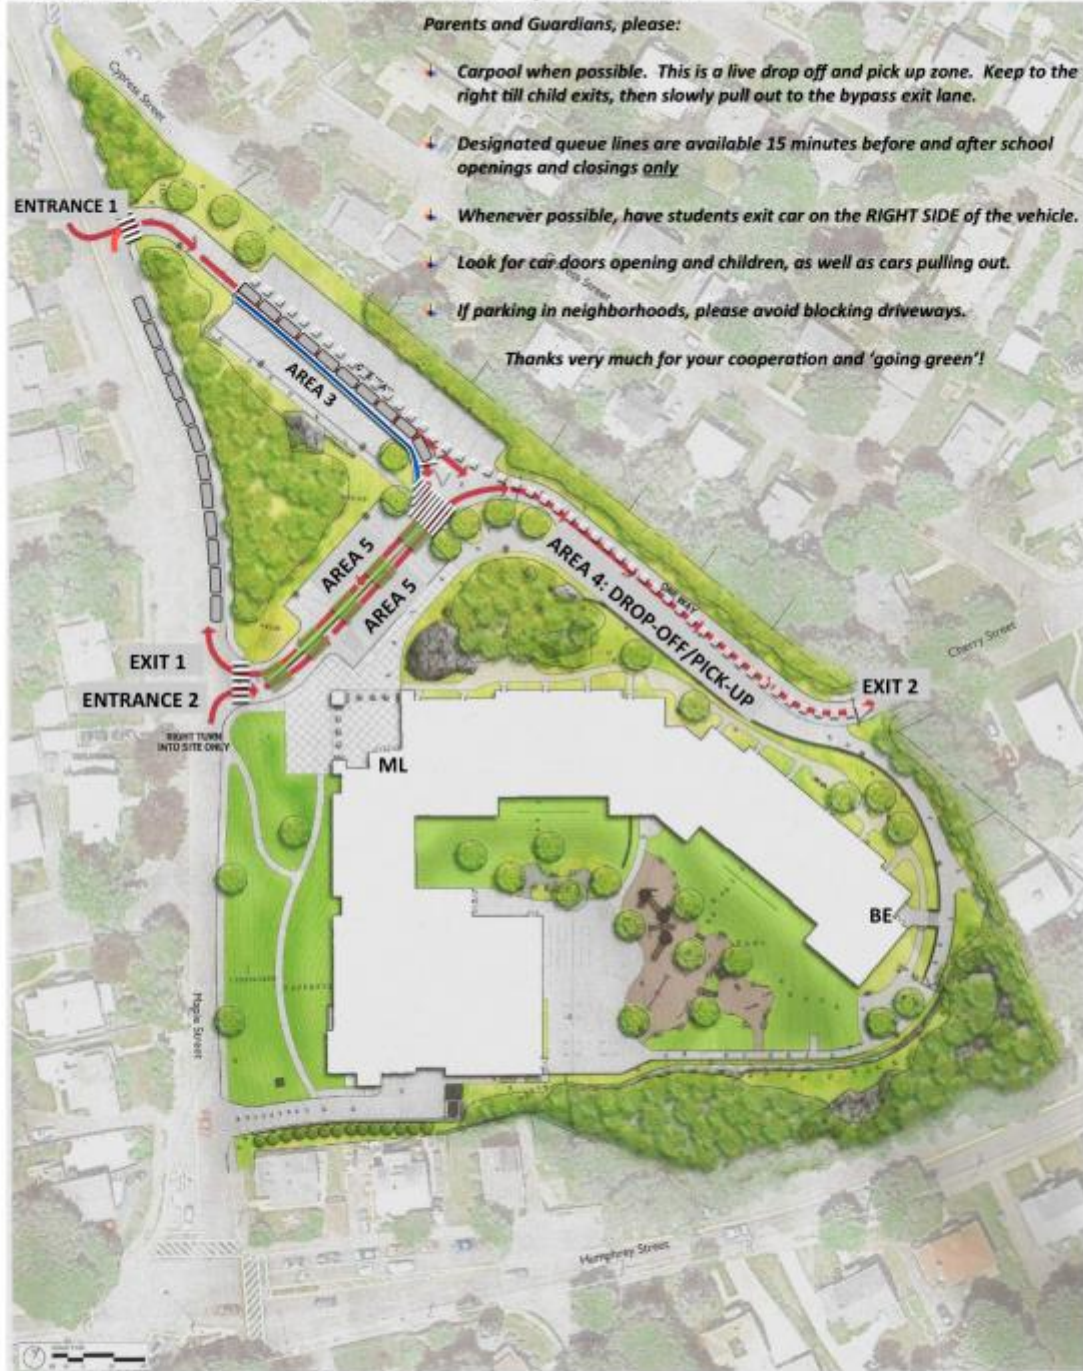 Parents and Guardians, please:
Carpool when possible. This is a live drop off and pick up zone. Keep to the
right till child exits, then slowly pull out to the bypass exit lane.
Designated queue lines are available 15 minutes before and after school
openings and closings only
Whenever possible, have students exit car on the RIGHT SIDE of the vehicle.
Look for car doors opening and children, as well as cars pulling out.
If parking in neighborhoods, please avoid blocking driveways.
Thanks very much for your cooperation and 'going green'!
Cypress Street
ENTRANCE 1
Street
AREA 3
AREA 5
AREA 5
AREA 4: DROP-OFF/PICK-UP
ONE WAY
Cherry Street
EXIT 1
ENTRANCE 2
EXIT 2
RIGHT TURN
INTO SITE ONLY
ML
BE
Maple Street
Humphrey Street